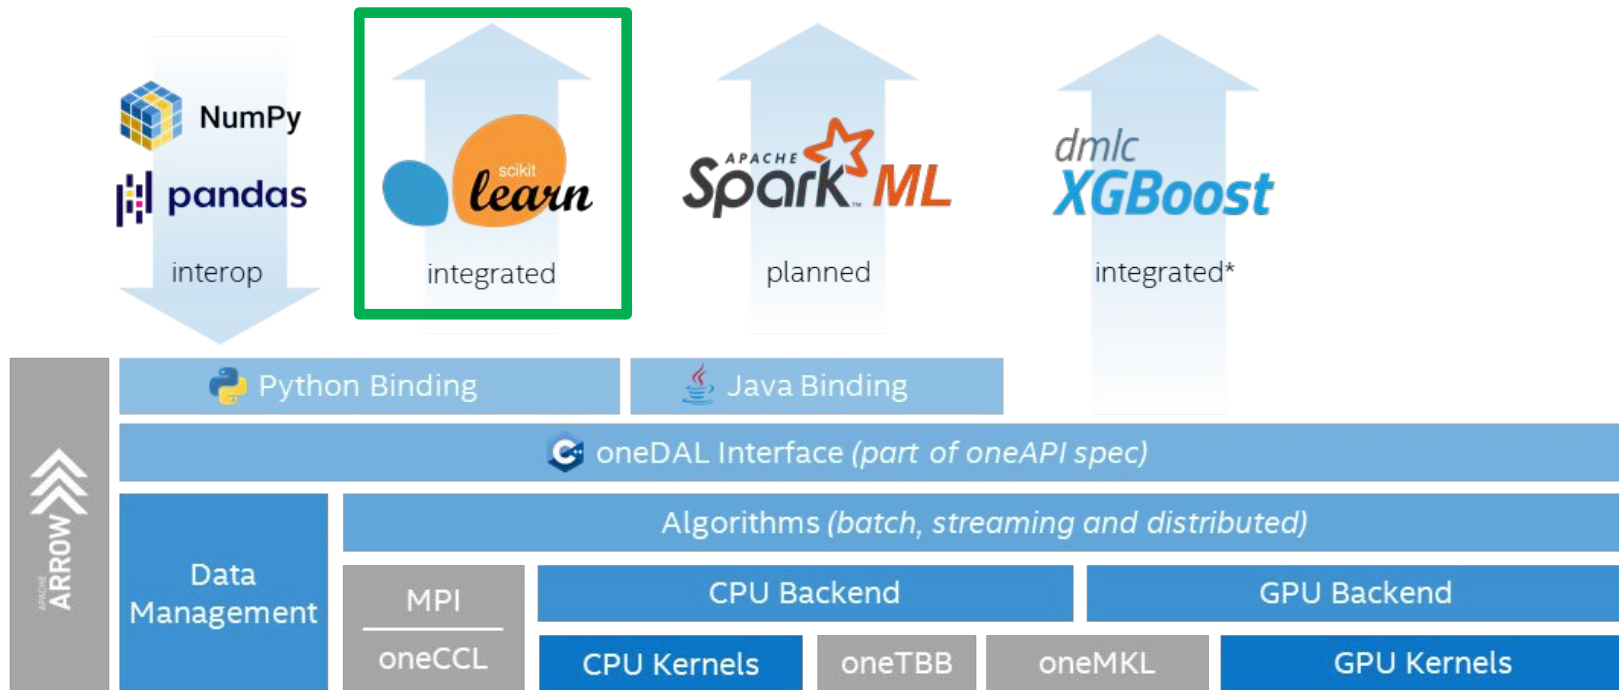 NumPy
pandas
interop
scikit
learn
integrated
APACHE
Spark ML
™
planned
dmlc
XGBoost
integrated*
Python Binding
Java Binding
oneDAL Interface (part of oneAPI spec)
APACHE
ARROW
Data
Management
Algorithms (batch, streaming and distributed)
MPI
oneCCL
CPU Backend
GPU Backend
CPU Kernels
oneTBB
oneMKL
GPU Kernels